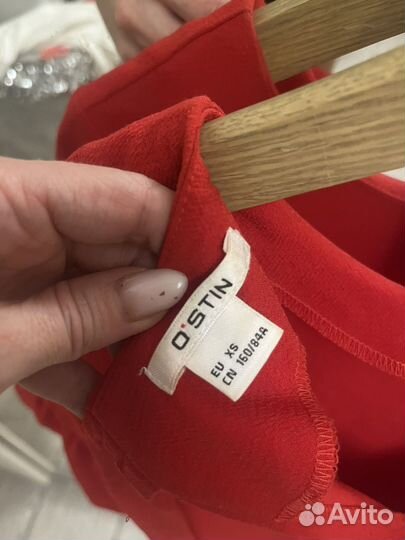 O'STIN
EU XS
CN 160/84A
Avito